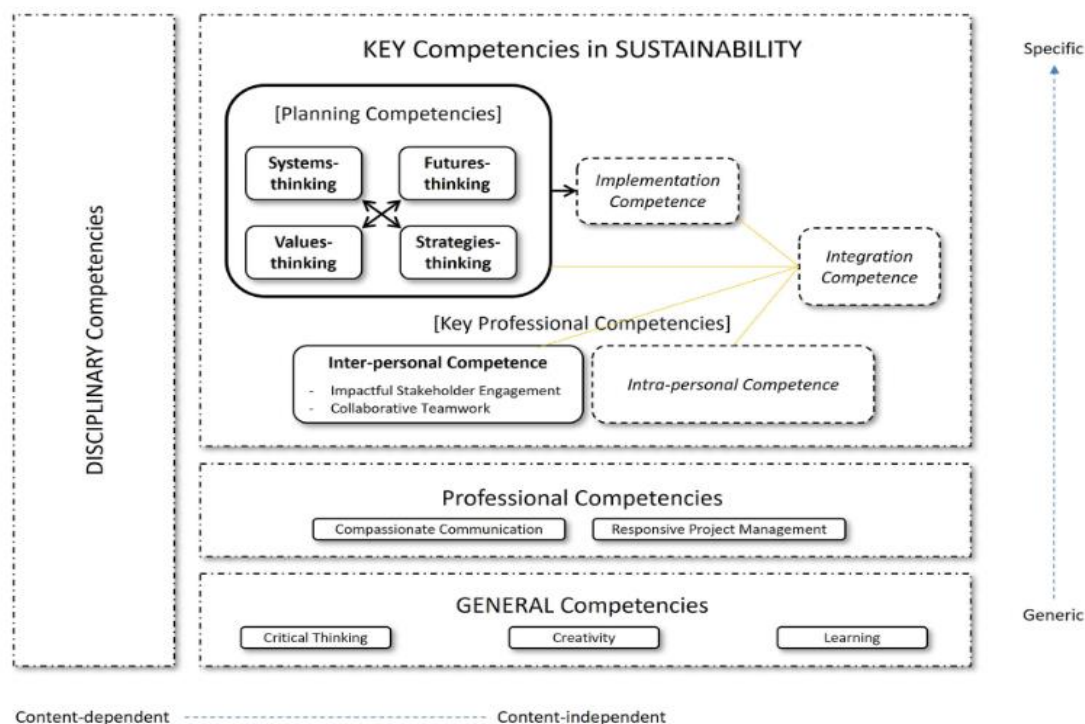 KEY Competencies in SUSTAINABILITY
Specific
[Planning Competencies]
Systems-
thinking
Futures-
thinking
Values-
thinking
Strategies-
thinking
Implementation
Competence
Integration
Competence
[Key Professional Competencies]
Inter-personal Competence
- Impactful Stakeholder Engagement
- Collaborative Teamwork
Intra-personal Competence
DISCIPLINARY Competencies
Professional Competencies
Compassionate Communication
Responsive Project Management
GENERAL Competencies
Critical Thinking
Creativity
Learning
Generic
Content-dependent
Content-independent